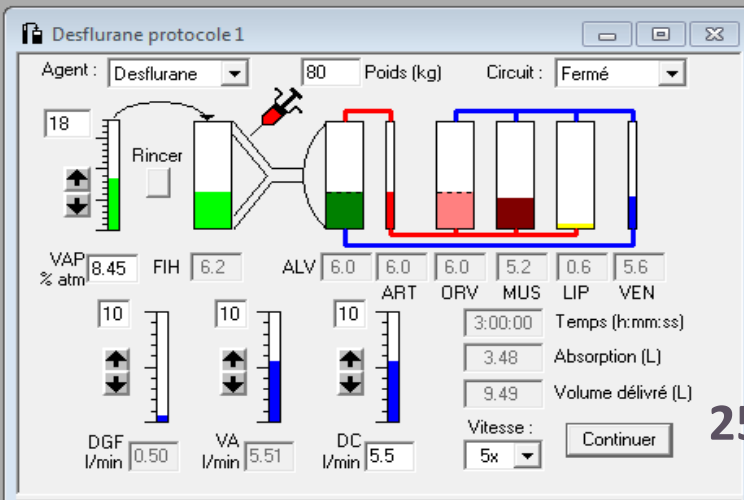 Desflurane protocole 1
Agent : Desflurane 80 Poids (kg) Circuit : Fermé
18
Rincer
VAP % atm 8.45 FIH 6.2 ALV 6.0 6.0 6.0 5.2 0.6 5.6
ART ORV MUS LIP VEN
10 10 10
3:00:00 Temps (h:mm:ss)
3.48 Absorption (L)
9.49 Volume délivré (L)
DGF l/min 0.50 VA l/min 5.51 DC l/min 5.5
Vitesse :
5x Continuer
25